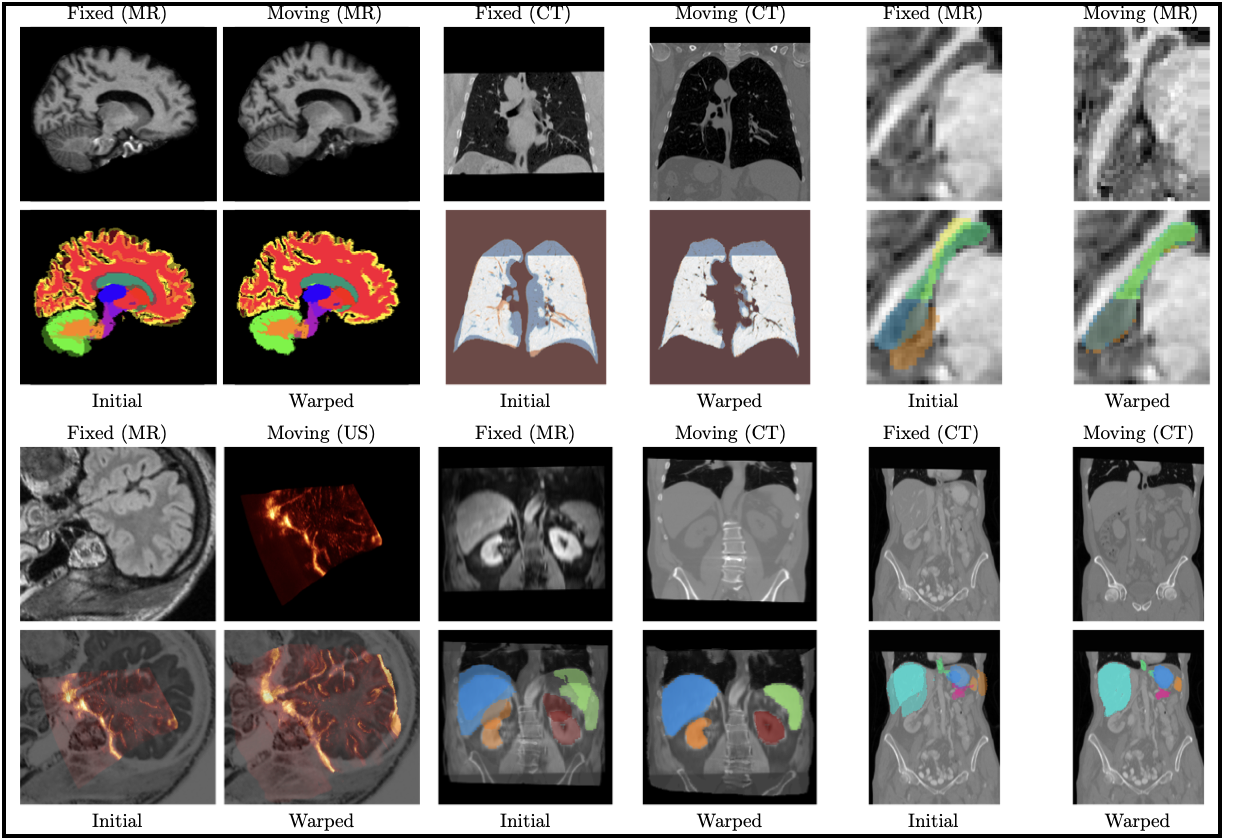 Fixed (MR) Moving (MR) Fixed (CT) Moving (CT) Fixed (MR) Moving (MR)
Initial Warped Initial Warped Initial Warped
Fixed (MR) Moving (US) Fixed (MR) Moving (CT) Fixed (CT) Moving (CT)
Initial Warped Initial Warped Initial Warped